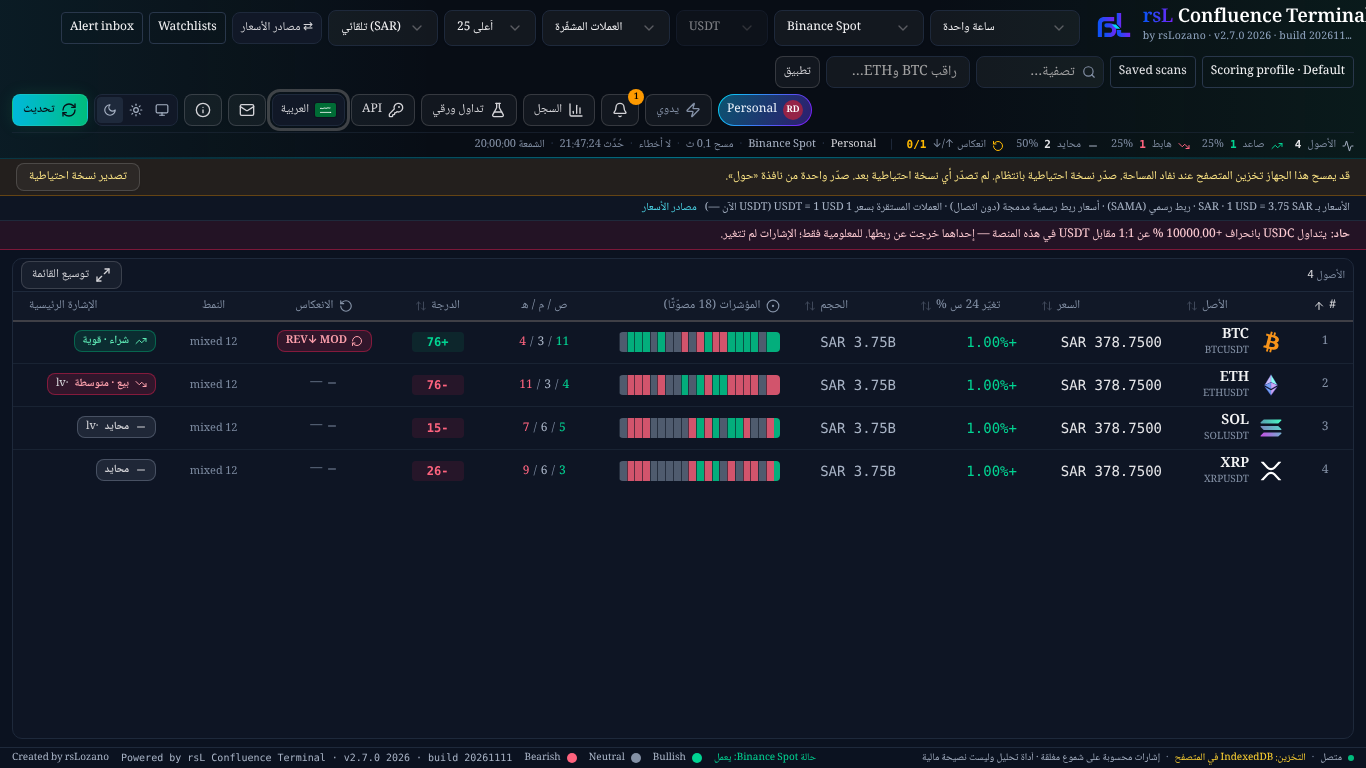 rsL Confluence Termina
by rsLozano · v2.7.0 2026 · build 202611...
ساعة واحدة
Binance Spot
USDT
العملات المشفّرة
أعلى 25
تلقائي (SAR)
⇄ مصادر الأسعار
Watchlists
Alert inbox
Scoring profile · Default
Saved scans
تصفية...
راقب BTC وETH...
تطبيق
RD Personal
يدوي
1
السجل
تداول ورقي
API
العربية
تحديث
الأصول 4 صاعد 1 25% هابط 1 25% — محايد 2 50% انعكاس ↑/↓ 0/1 Personal · Binance Spot · مسح 0,1 ث · لا أخطاء · حُدّث 21:47:24 · الشمعة 20:00:00
قد يمسح هذا الجهاز تخزين المتصفح عند نفاد المساحة. صدّر نسخة احتياطية بانتظام. لم تصدّر أي نسخة احتياطية بعد. صدّر واحدة من نافذة «حول».
تصدير نسخة احتياطية
الأسعار بـ SAR · 1 USD = 3.75 SAR · ربط رسمي (SAMA) · أسعار ربط رسمية مدمجة (دون اتصال) · العملات المستقرة بسعر 1 USDT = 1 USD (USDT الآن —) · مصادر الأسعار
حاد: يتداول USDC بانحراف +10000,00 % عن 1:1 مقابل USDT في هذه المنصة — إحداهما خرجت عن ربطها. للمعلومية فقط؛ الإشارات لم تتغير.
الأصول 4
توسيع القائمة
# ↑ الأصل السعر تغيّر 24 س % الحجم المؤشرات (18 مصوّتًا) ص / م / ه الدرجة الانعكاس النمط الإشارة الرئيسية
1 BTC SAR 378.7500 1.00%+ SAR 3.75B 11 / 3 / 4 76+ REV↓ MOD mixed 12 شراء · قوية
BTCUSDT
2 ETH SAR 378.7500 1.00%+ SAR 3.75B 4 / 3 / 11 76- — — mixed 12 بيع · متوسطة ·lv
ETHUSDT
3 SOL SAR 378.7500 1.00%+ SAR 3.75B 5 / 6 / 7 15- — — mixed 12 — محايد ·lv
SOLUSDT
4 XRP SAR 378.7500 1.00%+ SAR 3.75B 3 / 6 / 9 26- — — mixed 12 — محايد
XRPUSDT
متصل · التخزين: IndexedDB في المتصفح · إشارات محسوبة على شموع مغلقة · أداة تحليل وليست نصيحة مالية
حالة Binance Spot: يعمل
Bullish Neutral Bearish
Powered by rsL Confluence Terminal · v2.7.0 2026 · build 20261111
Created by rsLozano